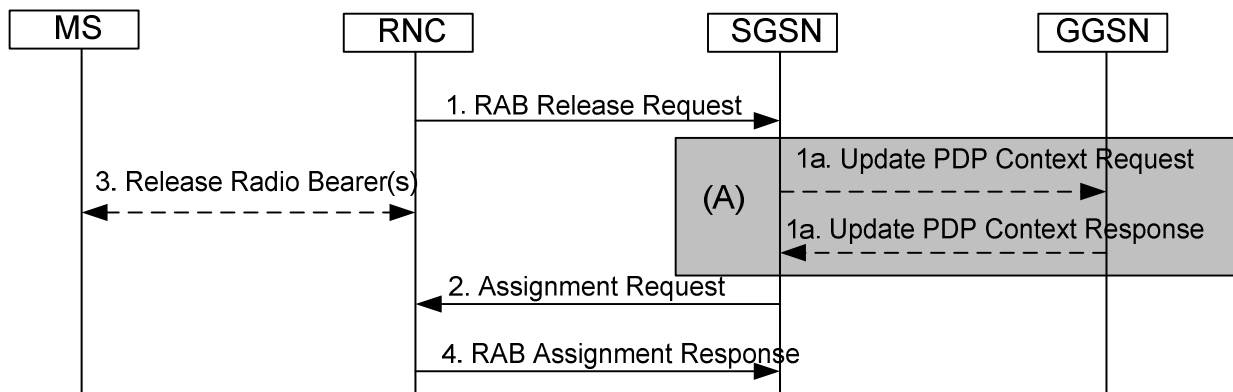 MS
RNC
SGSN
GGSN
1. RAB Release Request
1a. Update PDP Context Request
3. Release Radio Bearer(s)
(A)
1a. Update PDP Context Response
2. Assignment Request
4. RAB Assignment Response